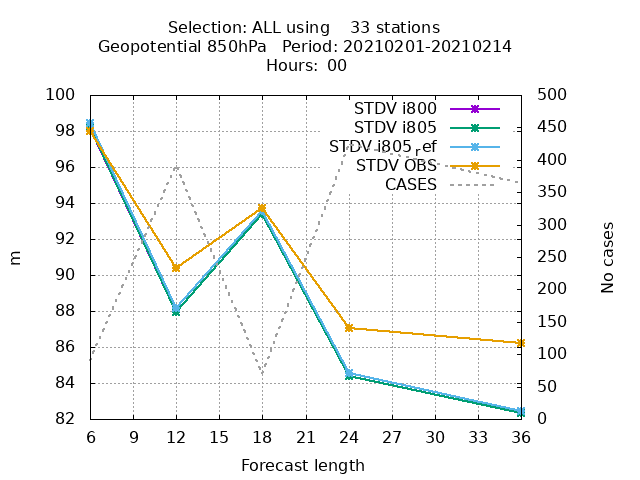 Selection: ALL using    33 stations
Geopotential 850hPa   Period: 20210201-20210214
Hours: 00
STDV i800
STDV i805
STDV i805_ref
STDV OBS
CASES
100
98
96
94
92
90
88
86
84
82
m
500
450
400
350
300
250
200
150
100
50
0
No cases
6 9 12 15 18 21 24 27 30 33 36
Forecast length